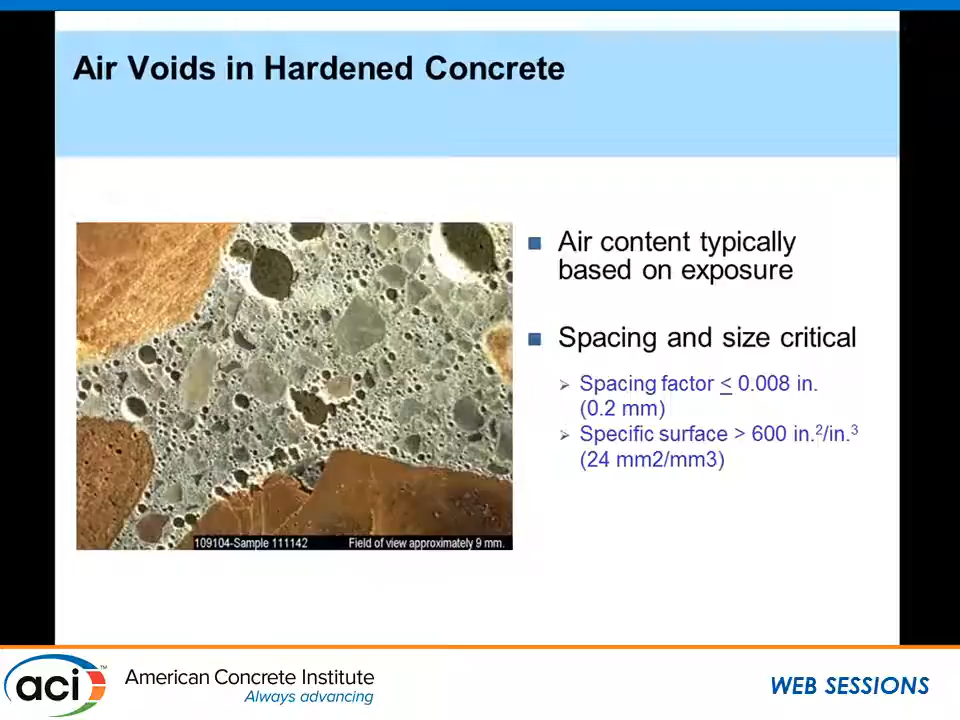 Air Voids in Hardened Concrete
Air content typically
based on exposure
Spacing and size critical
Spacing factor ≤ 0.008 in.
(0.2 mm)
Specific surface > 600 in.²/in.³
(24 mm2/mm3)
109104-Sample 111142 Field of view approximately 9 mm.
aci™
American Concrete Institute
Always advancing
WEB SESSIONS